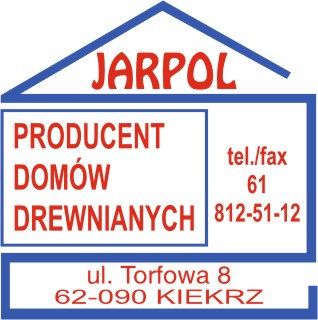 JARPOL
PRODUCENT
DOMÓW
DREWNIANYCH
tel./fax
61
812-51-12
ul. Torfowa 8
62-090 KIEKRZ